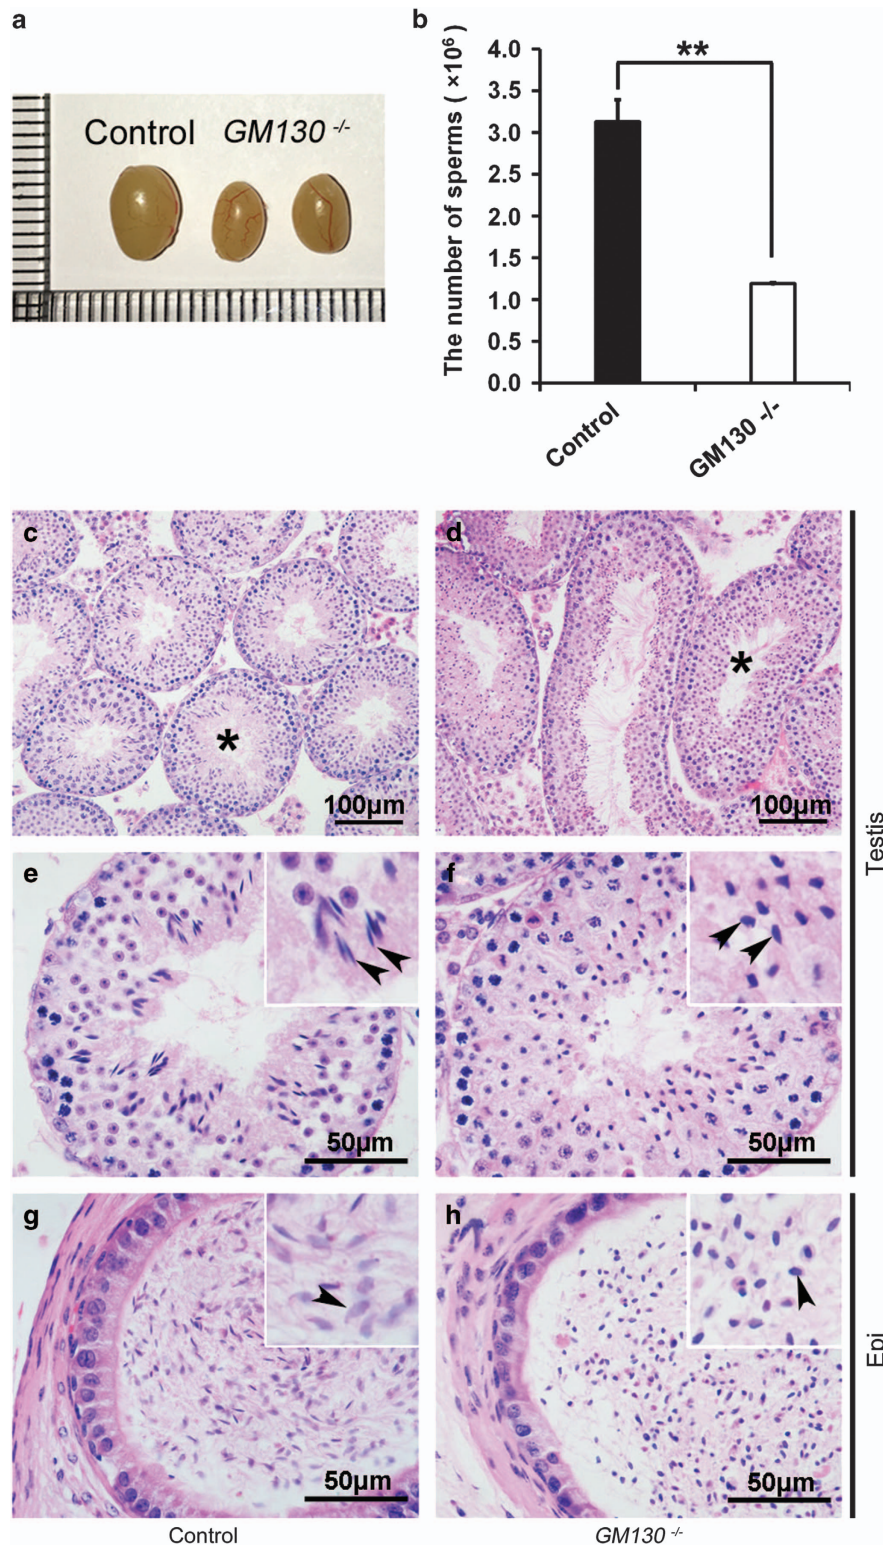 a
Control GM130 -/-
b
The number of sperms ( ×10⁶ )
4.0
3.5
3.0
2.5
2.0
1.5
1.0
0.5
0.0
**
Control
GM130 -/-
c
*
100μm
d
*
100μm
Testis
e
50μm
f
50μm
g
50μm
h
50μm
Epi
Control
GM130 -/-